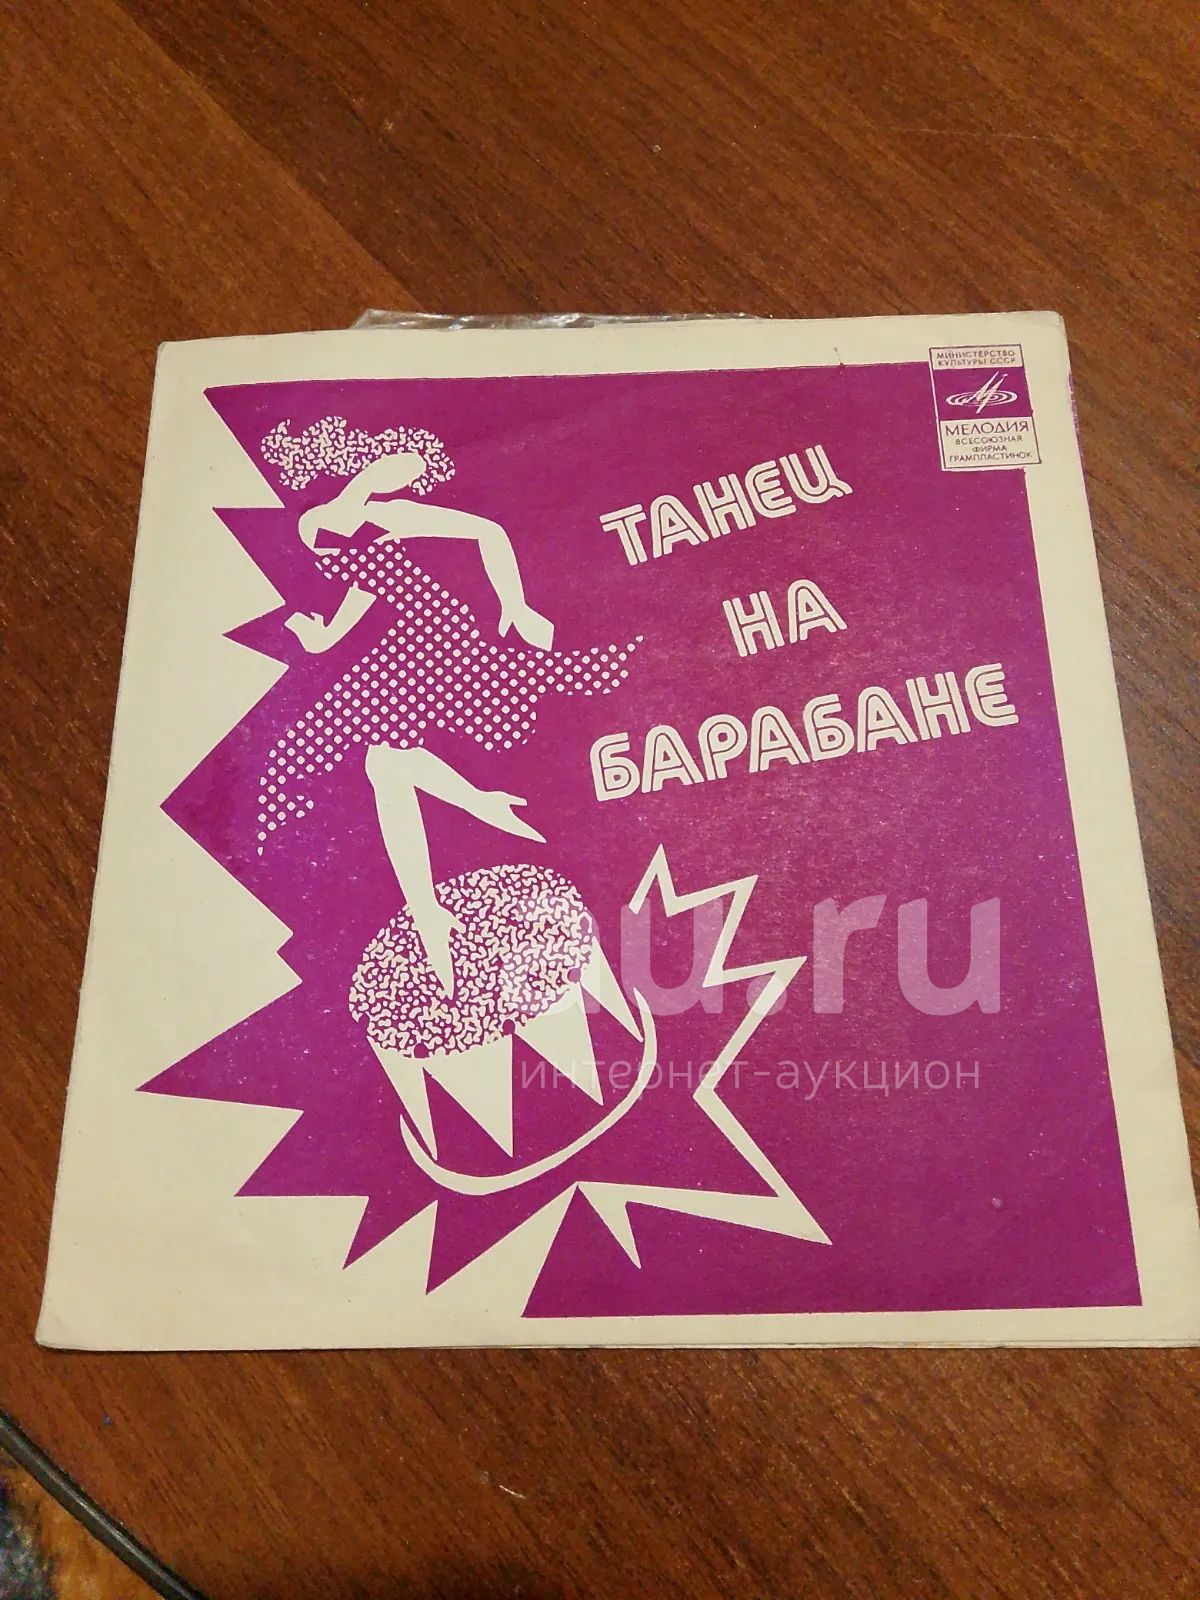 МИНИСТЕРСТВО
КУЛЬТУРЫ СССР
МЕЛОДИЯ
ВСЕСОЮЗНАЯ
ФИРМА
ГРАМПЛАСТИНОК
ТАНЕЦ
НА
БАРАБАНЕ
au.ru
интернет-аукцион